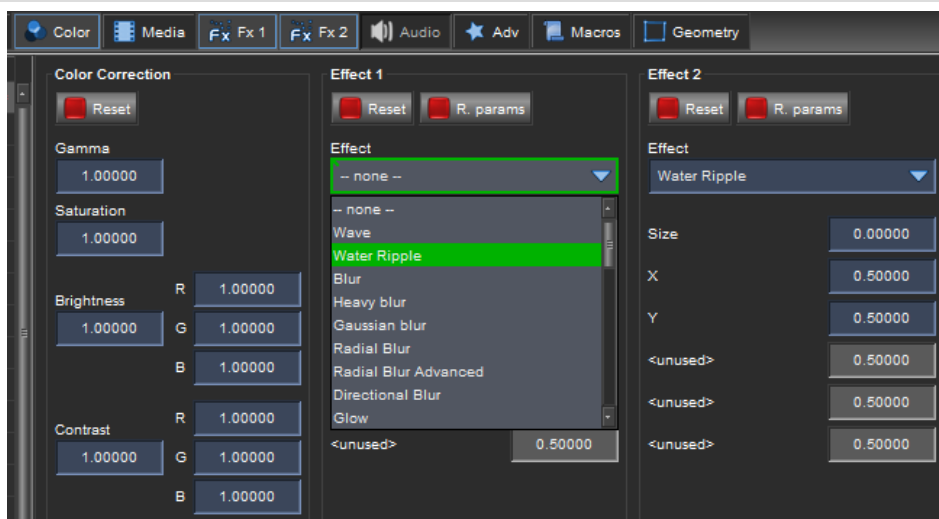 Color Media Fx Fx 1 Fx Fx 2 Audio Adv Macros Geometry
Color Correction
Reset
Gamma
1.00000
Saturation
1.00000
Brightness
1.00000
R 1.00000
G 1.00000
B 1.00000
Contrast
1.00000
R 1.00000
G 1.00000
B 1.00000
Effect 1
Reset R. params
Effect
-- none --
-- none --
Wave
Water Ripple
Blur
Heavy blur
Gaussian blur
Radial Blur
Radial Blur Advanced
Directional Blur
Glow
<unused> 0.50000
Effect 2
Reset R. params
Effect
Water Ripple
Size 0.00000
X 0.50000
Y 0.50000
<unused> 0.50000
<unused> 0.50000
<unused> 0.50000